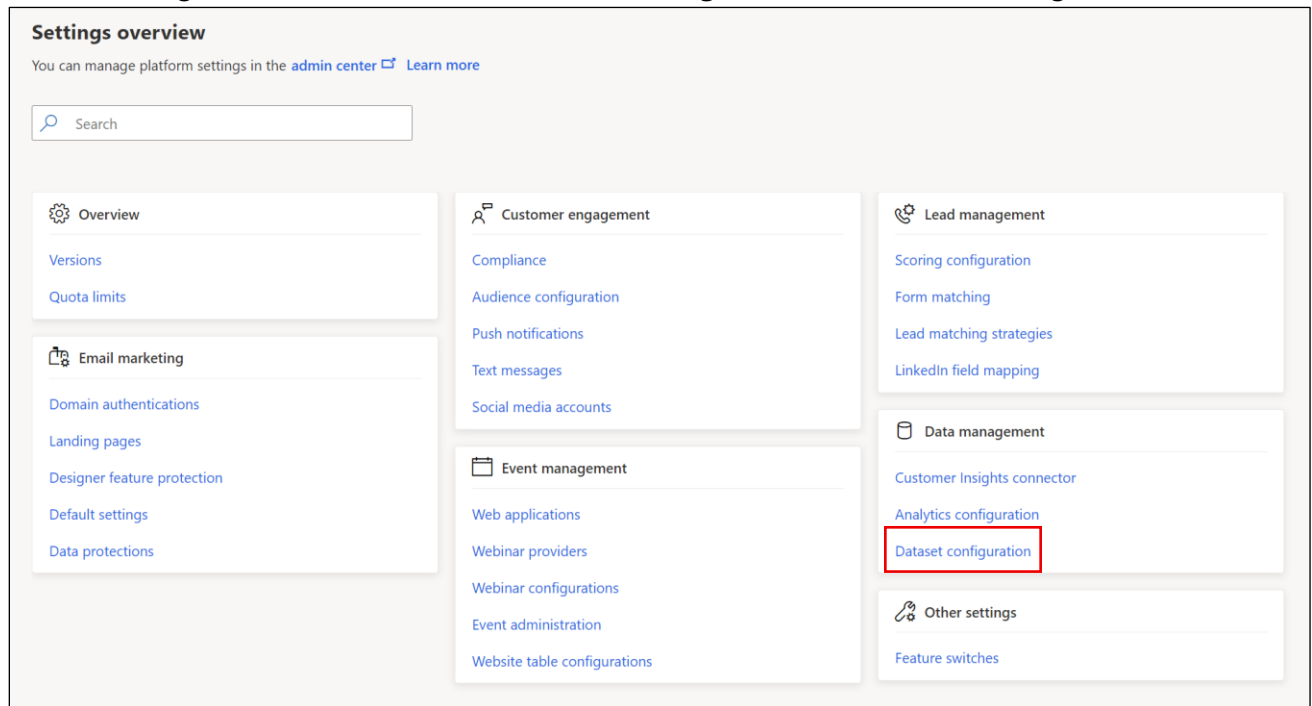 Settings overview
You can manage platform settings in the admin center Learn more
Search
Overview
Versions
Quota limits
Email marketing
Domain authentications
Landing pages
Designer feature protection
Default settings
Data protections
Customer engagement
Compliance
Audience configuration
Push notifications
Text messages
Social media accounts
Event management
Web applications
Webinar providers
Webinar configurations
Event administration
Website table configurations
Lead management
Scoring configuration
Form matching
Lead matching strategies
LinkedIn field mapping
Data management
Customer Insights connector
Analytics configuration
Dataset configuration
Other settings
Feature switches